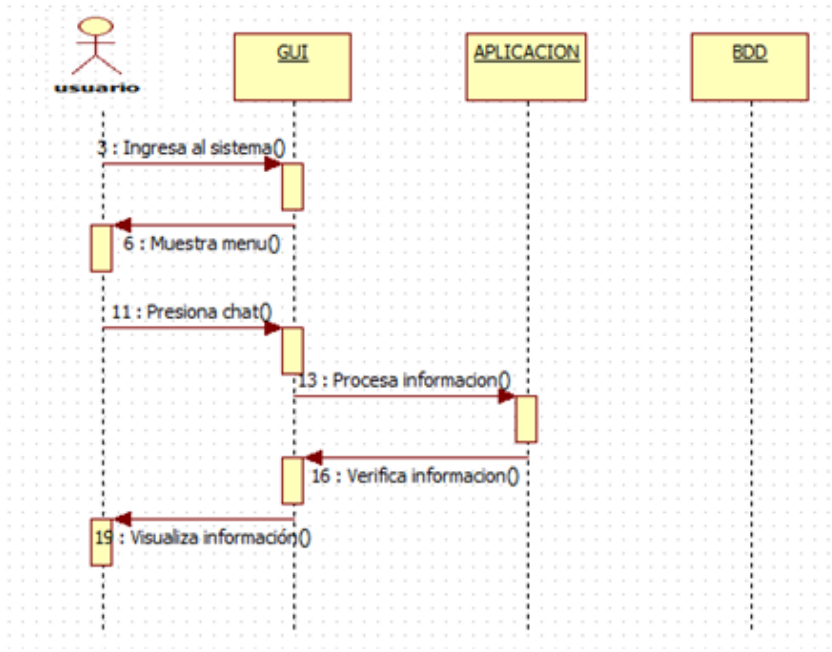 usuario
GUI
APLICACION
BDD
3 : Ingresa al sistema()
6 : Muestra menu()
11 : Presiona chat()
13 : Procesa informacion()
16 : Verifica informacion()
19 : Visualiza información()